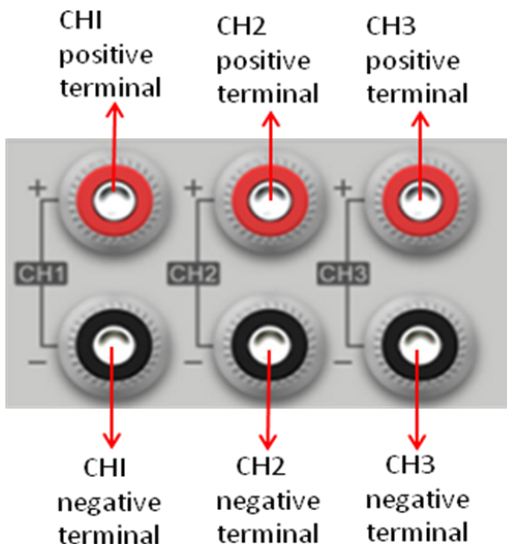 CHI
positive
terminal
CH2
positive
terminal
CH3
positive
terminal
+
+
+
CH1
CH2
CH3
−
−
−
CHI
negative
terminal
CH2
negative
terminal
CH3
negative
terminal